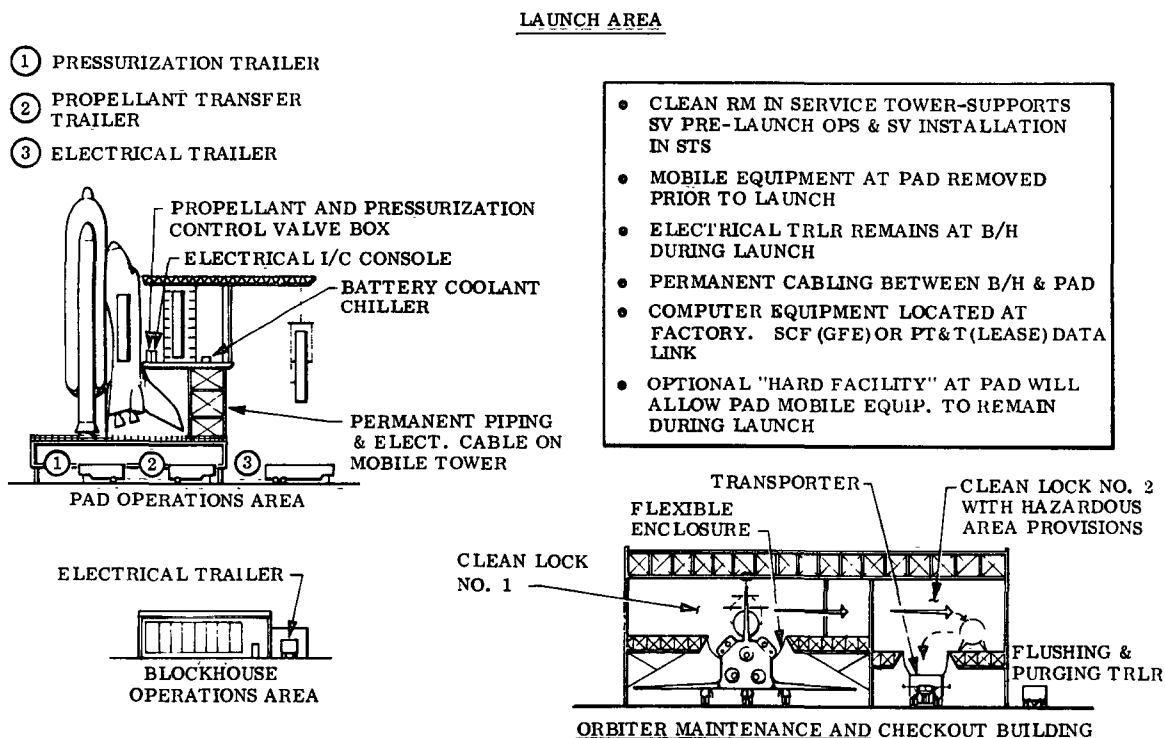 LAUNCH AREA
1 PRESSURIZATION TRAILER
2 PROPELLANT TRANSFER
TRAILER
3 ELECTRICAL TRAILER
PROPELLANT AND PRESSURIZATION
CONTROL VALVE BOX
ELECTRICAL I/C CONSOLE
BATTERY COOLANT
CHILLER
PERMANENT PIPING
& ELECT. CABLE ON
MOBILE TOWER
1 2 3
PAD OPERATIONS AREA
• CLEAN RM IN SERVICE TOWER-SUPPORTS
SV PRE-LAUNCH OPS & SV INSTALLATION
IN STS
• MOBILE EQUIPMENT AT PAD REMOVED
PRIOR TO LAUNCH
• ELECTRICAL TRLR REMAINS AT B/H
DURING LAUNCH
• PERMANENT CABLING BETWEEN B/H & PAD
• COMPUTER EQUIPMENT LOCATED AT
FACTORY. SCF (GFE) OR PT&T (LEASE) DATA
LINK
• OPTIONAL "HARD FACILITY" AT PAD WILL
ALLOW PAD MOBILE EQUIP. TO REMAIN
DURING LAUNCH
ELECTRICAL TRAILER
BLOCKHOUSE
OPERATIONS AREA
CLEAN LOCK
NO. 1
FLEXIBLE
ENCLOSURE
TRANSPORTER
CLEAN LOCK NO. 2
WITH HAZARDOUS
AREA PROVISIONS
FLUSHING &
PURGING TRLR
ORBITER MAINTENANCE AND CHECKOUT BUILDING